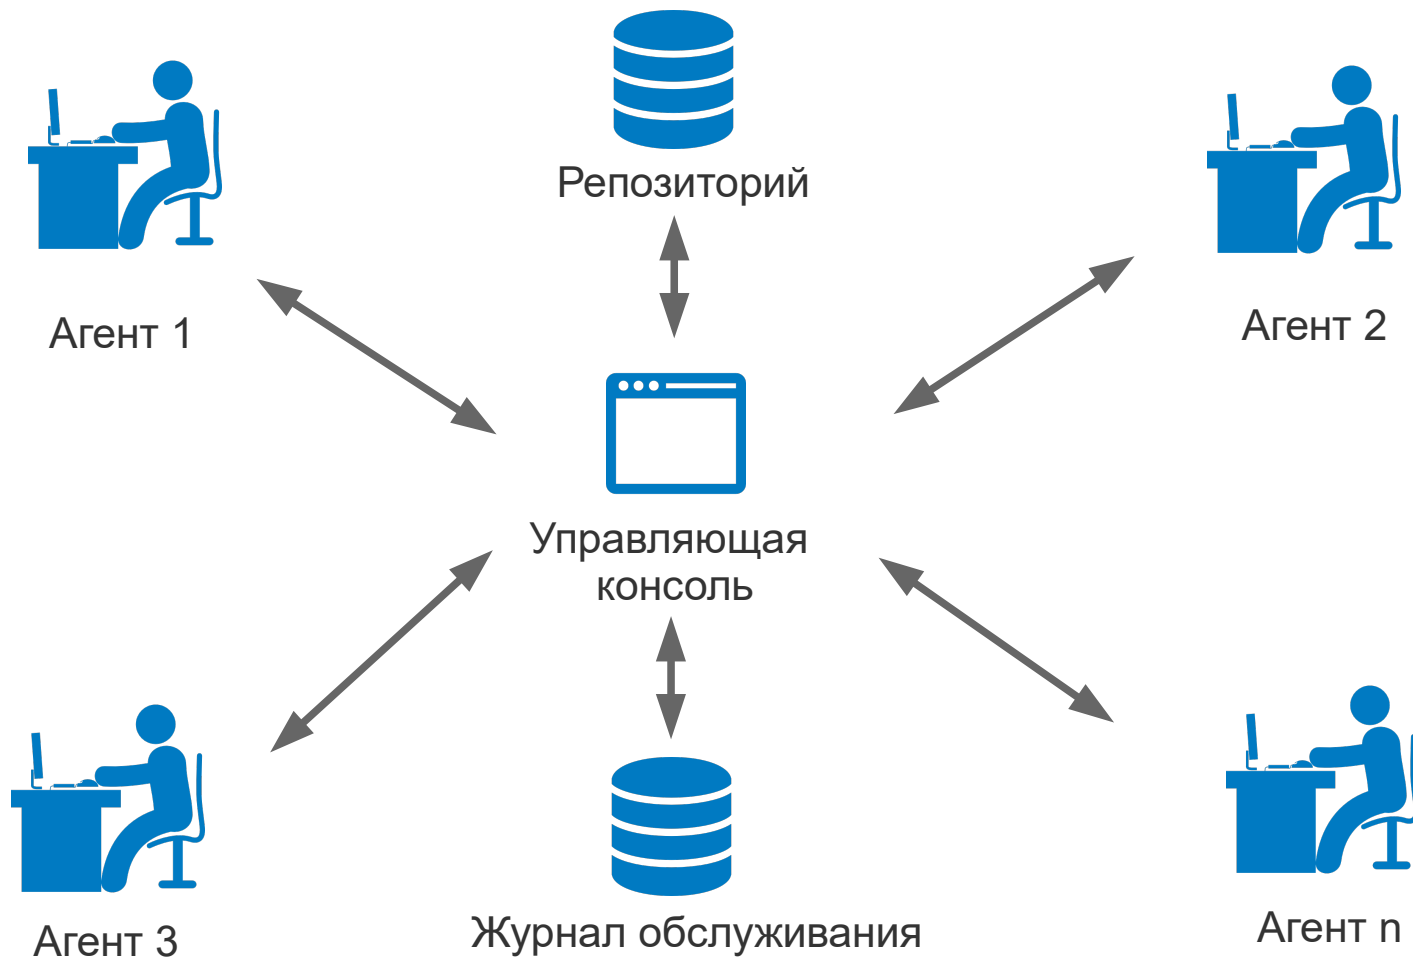 Репозиторий
Агент 1
Агент 2
Управляющая
консоль
Агент 3
Журнал обслуживания
Агент n